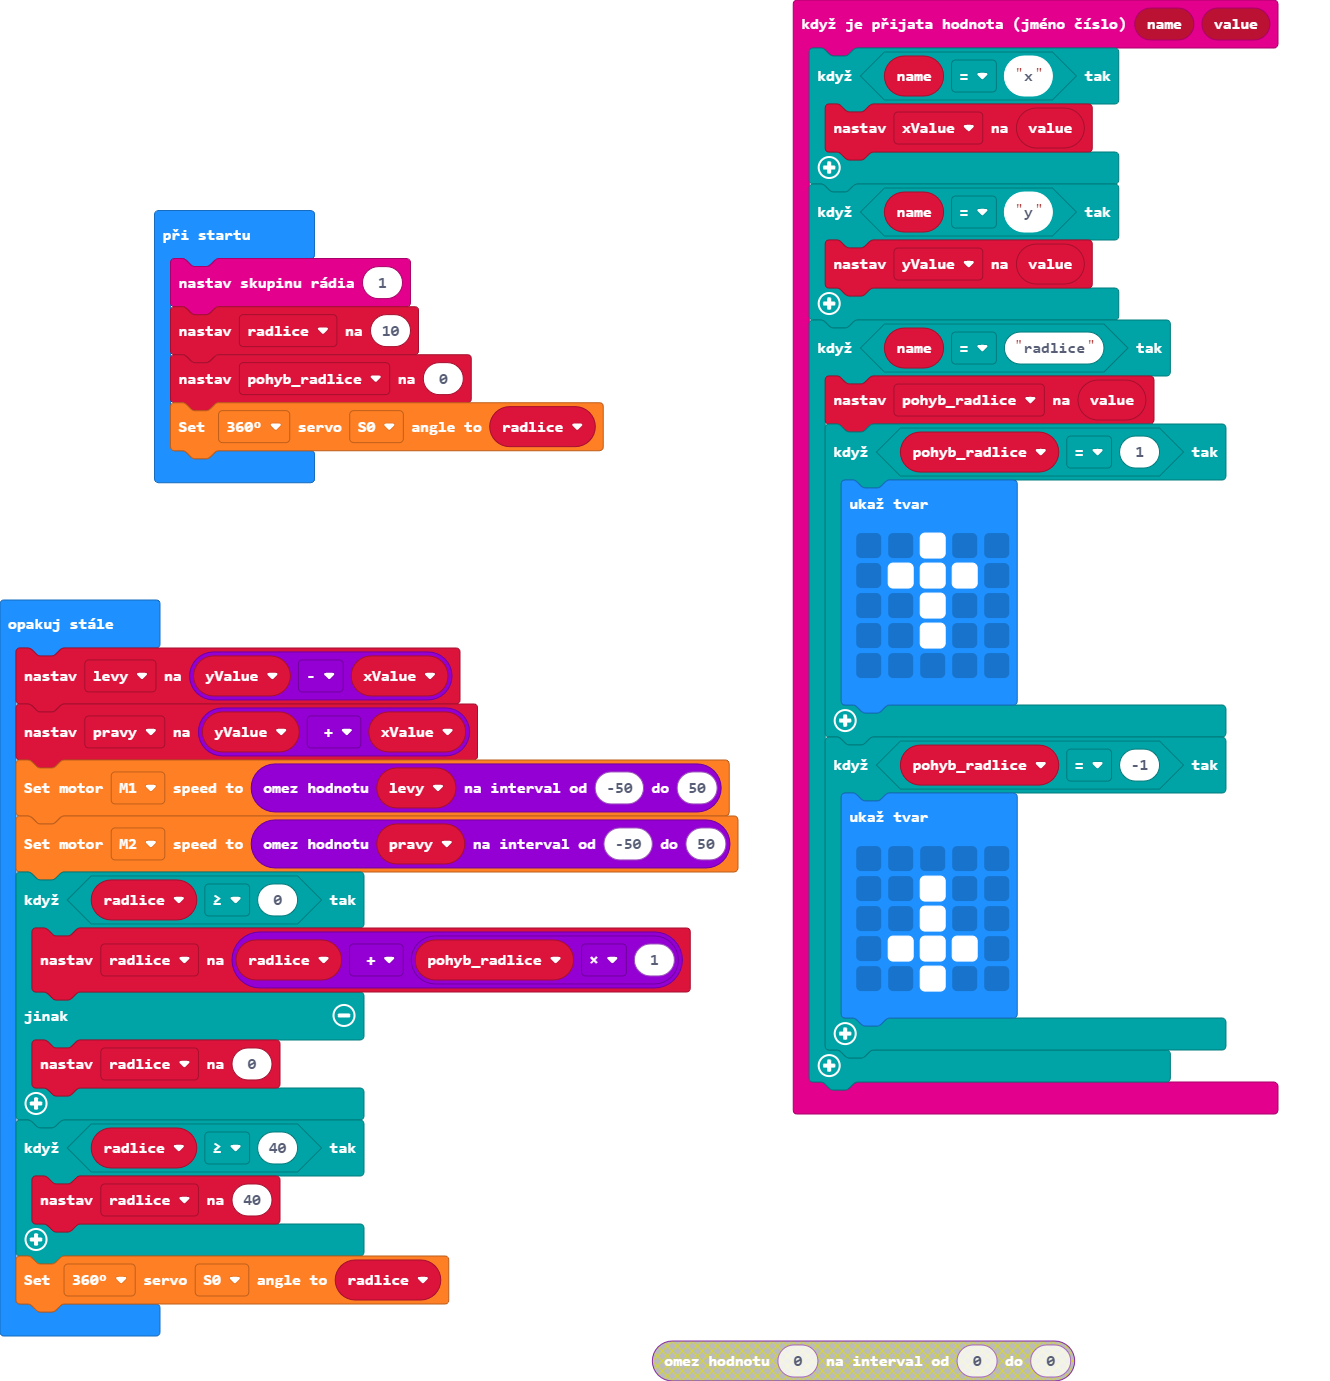 když je přijata hodnota (jméno číslo) name value
když name = "x" tak
nastav xValue na value
když name = "y" tak
nastav yValue na value
když name = "radlice" tak
nastav pohyb_radlice na value
když pohyb_radlice = 1 tak
ukaž tvar
když pohyb_radlice = -1 tak
ukaž tvar
při startu
nastav skupinu rádia 1
nastav radlice na 10
nastav pohyb_radlice na 0
Set 360º servo S0 angle to radlice
opakuj stále
nastav levy na yValue - xValue
nastav pravy na yValue + xValue
Set motor M1 speed to omez hodnotu levy na interval od -50 do 50
Set motor M2 speed to omez hodnotu pravy na interval od -50 do 50
když radlice ≥ 0 tak
nastav radlice na radlice + pohyb_radlice × 1
jinak
nastav radlice na 0
když radlice ≥ 40 tak
nastav radlice na 40
Set 360º servo S0 angle to radlice
omez hodnotu 0 na interval od 0 do 0